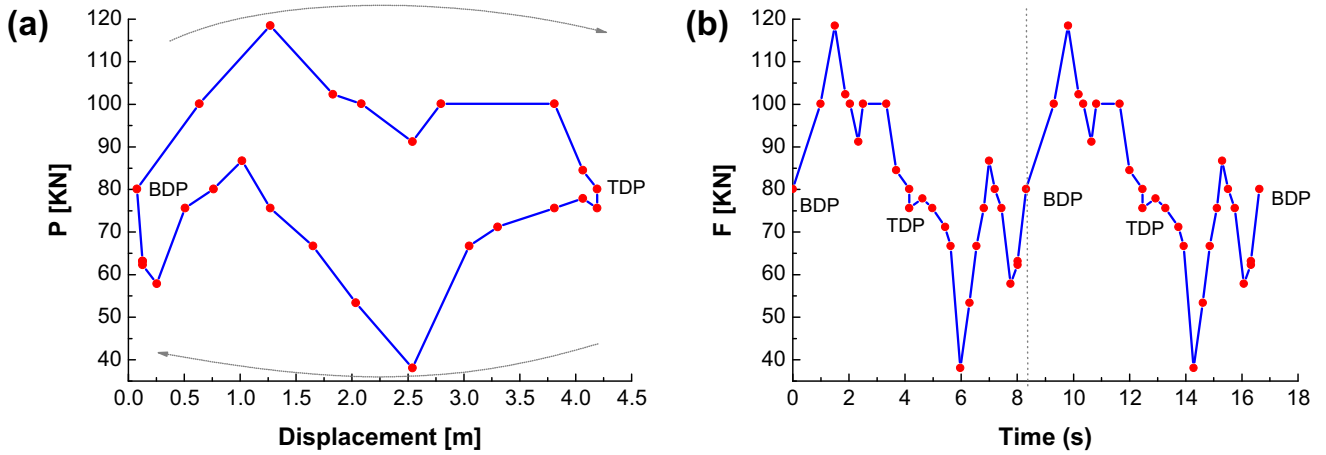 (a)
P [KN]
120
110
100
90
80
70
60
50
40
BDP
TDP
0.0 0.5 1.0 1.5 2.0 2.5 3.0 3.5 4.0 4.5
Displacement [m]
(b)
F [KN]
120
110
100
90
80
70
60
50
40
BDP
TDP
BDP
TDP
BDP
0 2 4 6 8 10 12 14 16 18
Time (s)